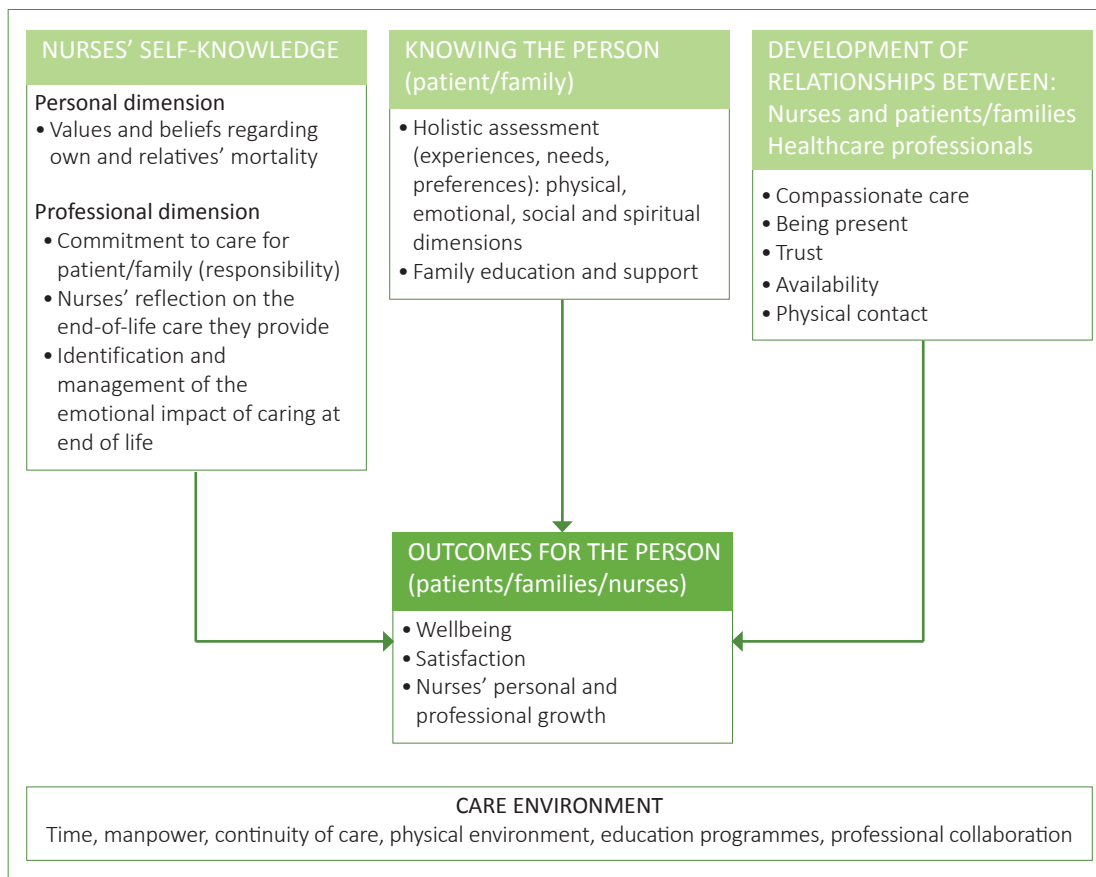 NURSES’ SELF-KNOWLEDGE
Personal dimension
• Values and beliefs regarding
own and relatives’ mortality
Professional dimension
• Commitment to care for
patient/family (responsibility)
• Nurses’ reflection on the
end-of-life care they provide
• Identification and
management of the
emotional impact of caring at
end of life
KNOWING THE PERSON
(patient/family)
• Holistic assessment
(experiences, needs,
preferences): physical,
emotional, social and spiritual
dimensions
• Family education and support
DEVELOPMENT OF
RELATIONSHIPS BETWEEN:
Nurses and patients/families
Healthcare professionals
• Compassionate care
• Being present
• Trust
• Availability
• Physical contact
OUTCOMES FOR THE PERSON
(patients/families/nurses)
• Wellbeing
• Satisfaction
• Nurses’ personal and
professional growth
CARE ENVIRONMENT
Time, manpower, continuity of care, physical environment, education programmes, professional collaboration